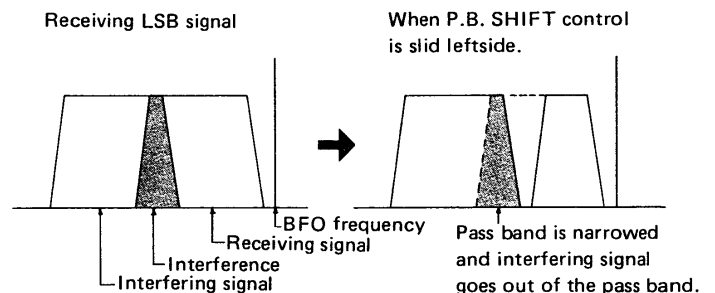 Receiving LSB signal
When P.B. SHIFT control
is slid leftside.
BFO frequency
Receiving signal
Interference
Interfering signal
Pass band is narrowed
and interfering signal
goes out of the pass band.